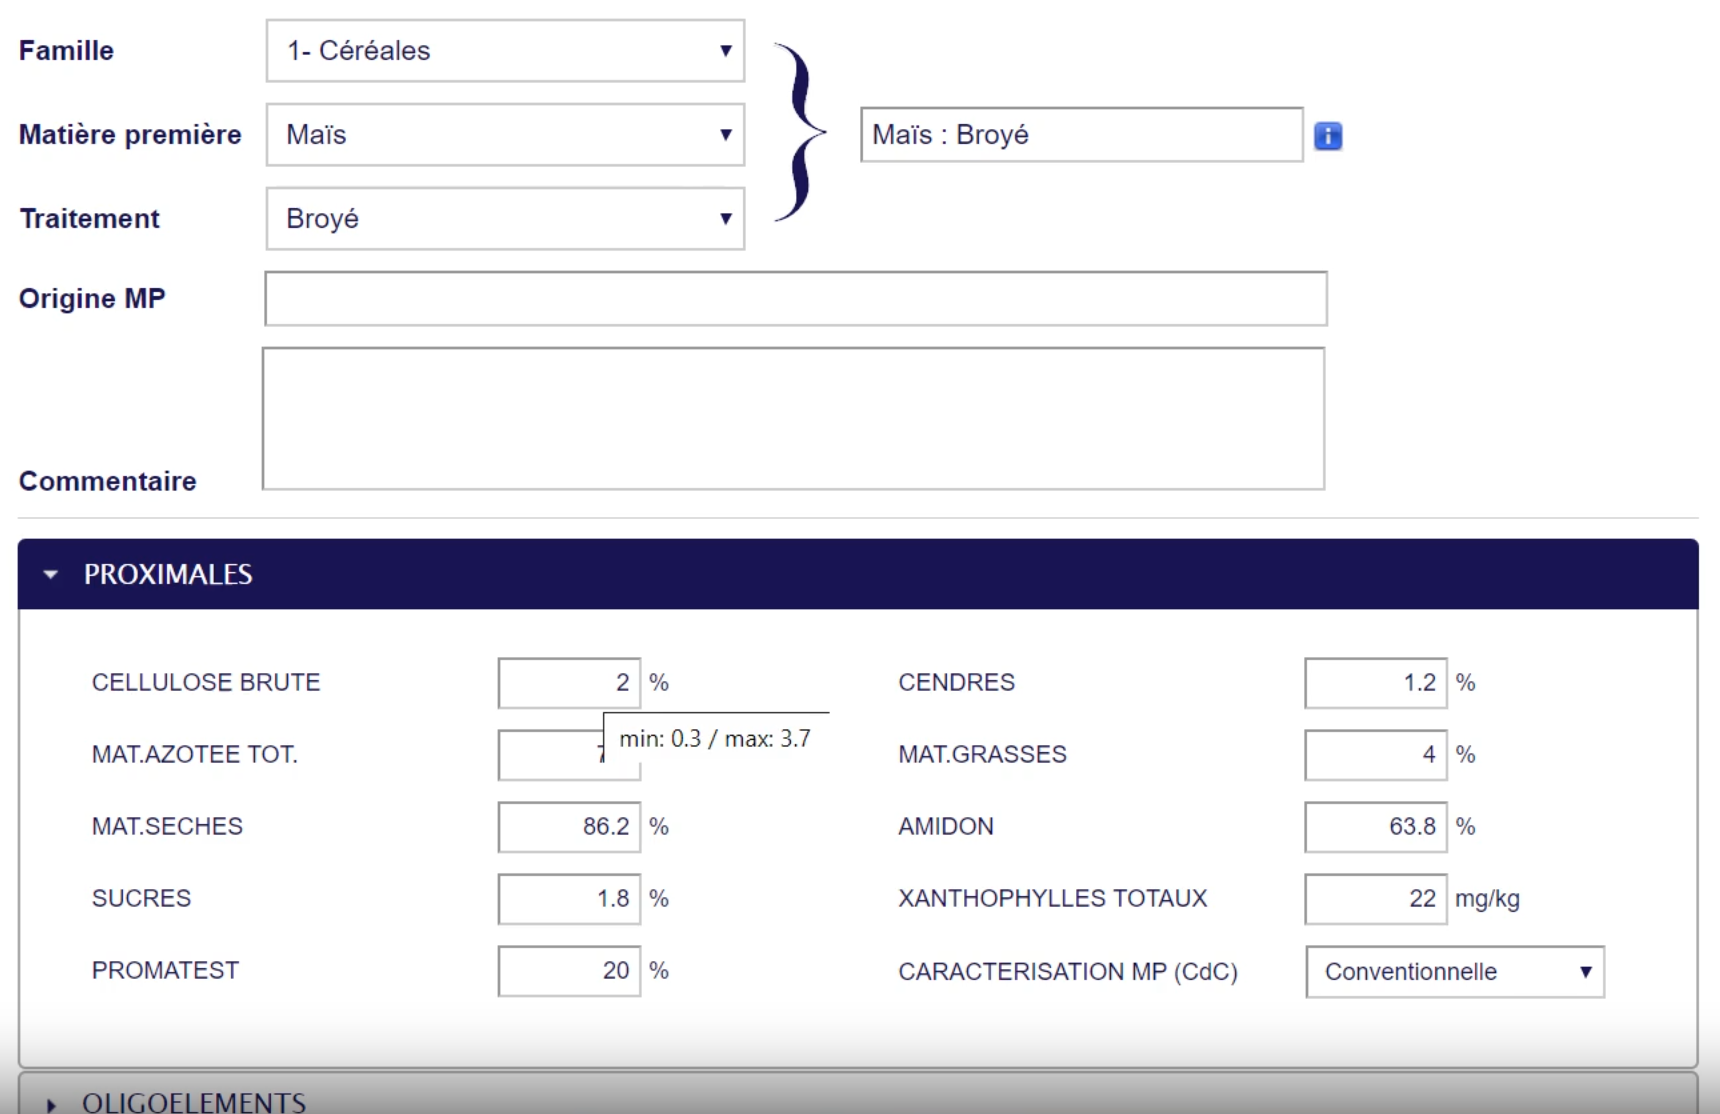 Famille 1- Céréales
Matière première Maïs Maïs : Broyé i
Traitement Broyé
Origine MP
Commentaire
PROXIMALES
CELLULOSE BRUTE 2 % CENDRES 1.2 %
min: 0.3 / max: 3.7
MAT.AZOTEE TOT. MAT.GRASSES 4 %
MAT.SECHES 86.2 % AMIDON 63.8 %
SUCRES 1.8 % XANTHOPHYLLES TOTAUX 22 mg/kg
PROMATEST 20 % CARACTERISATION MP (CdC) Conventionnelle
OLIGOELEMENTS